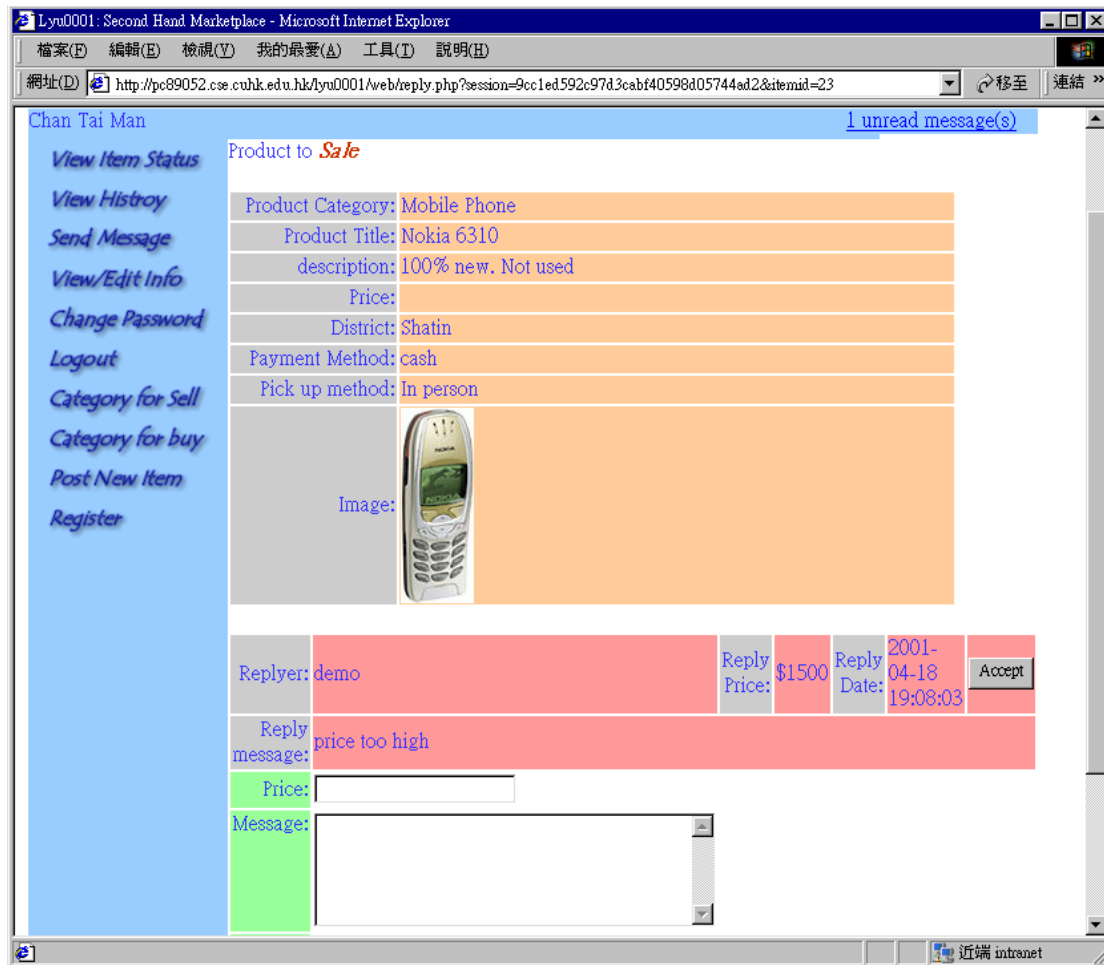 Lyu0001: Second Hand Marketplace - Microsoft Internet Explorer
檔案(F) 編輯(E) 檢視(V) 我的最愛(A) 工具(T) 說明(H)
網址(D) http://pc89052.cse.cuhk.edu.hk/lyu0001/web/reply.php?session=9cc1ed592c97d3cabf40598d05744ad2&itemid=23 移至 連結 »
Chan Tai Man 1 unread message(s)
View Item Status
View Histroy
Send Message
View/Edit Info
Change Password
Logout
Category for Sell
Category for buy
Post New Item
Register
Product to Sale
Product Category: Mobile Phone
Product Title: Nokia 6310
description: 100% new. Not used
Price:
District: Shatin
Payment Method: cash
Pick up method: In person
Image:
NOKIA
NOKIA
Replyer: demo Reply Price: $1500 Reply Date: 2001-04-18 19:08:03 Accept
Reply message: price too high
Price:
Message:
近端 intranet